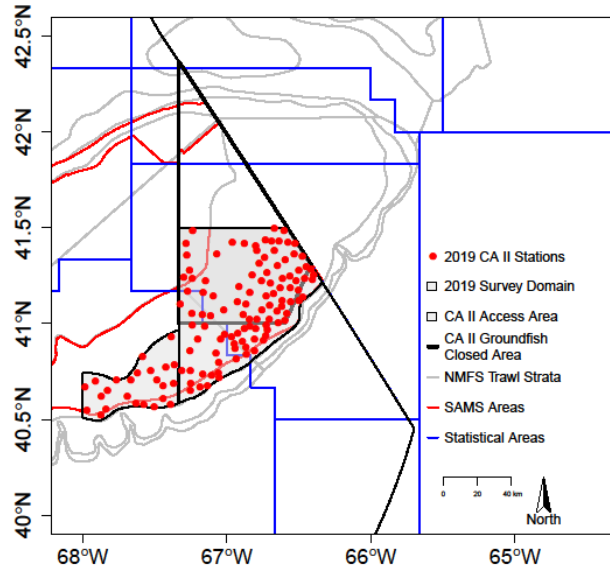 42.5°N
42°N
41.5°N
41°N
40.5°N
40°N
2019 CA II Stations
2019 Survey Domain
CA II Access Area
CA II Groundfish
Closed Area
NMFS Trawl Strata
SAMS Areas
Statistical Areas
0 20 40 km
North
68°W 67°W 66°W 65°W